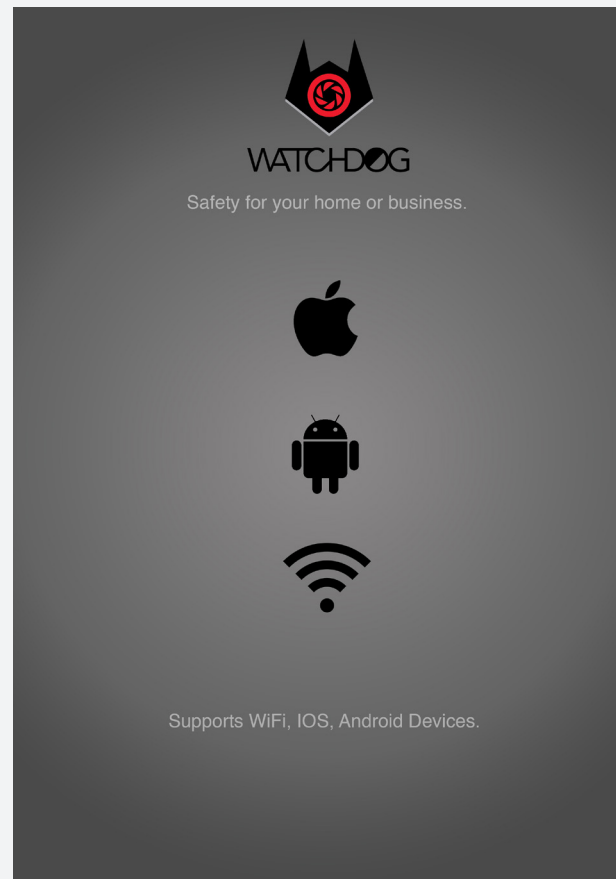 WATCHDOG
Safety for your home or business.
Supports WiFi, IOS, Android Devices.